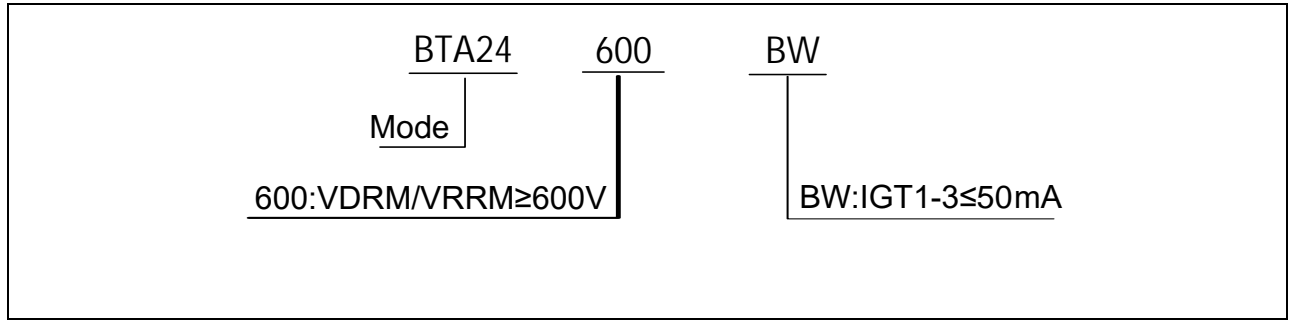 BTA24 600 BW
Mode
600:VDRM/VRRM≥600V BW:IGT1-3≤50mA